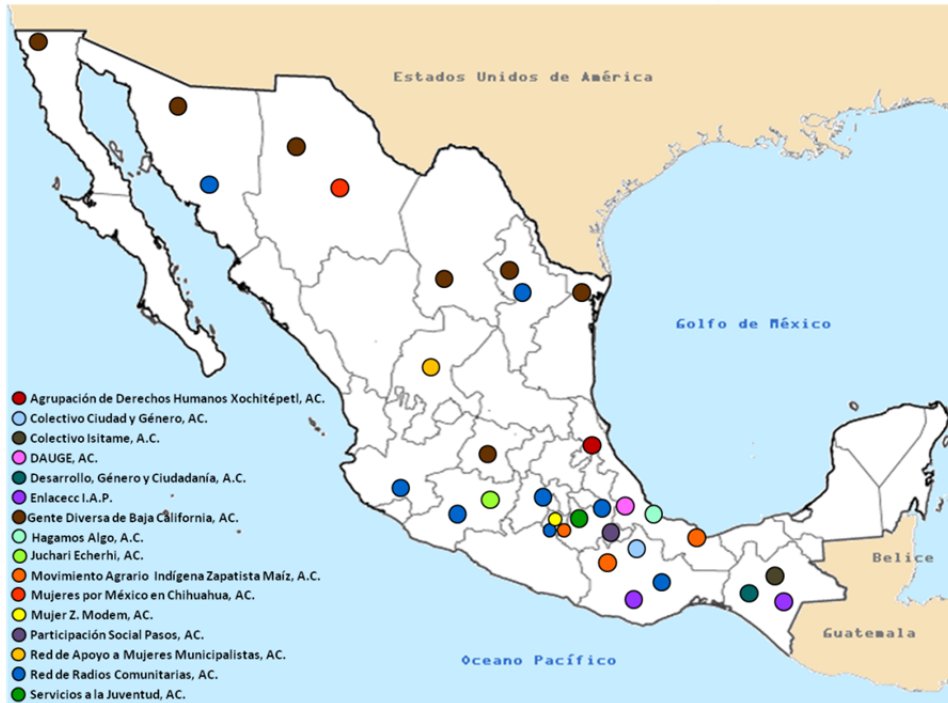 Estados Unidos de América
Golfo de México
Agrupación de Derechos Humanos Xochitépetl, AC.
Colectivo Ciudad y Género, AC.
Colectivo Isitame, A.C.
DAUGE, AC.
Desarrollo, Género y Ciudadanía, A.C.
Enlacecc I.A.P.
Gente Diversa de Baja California, AC.
Hagamos Algo, A.C.
Juchari Echerhi, AC.
Movimiento Agrario Indígena Zapatista Maíz, A.C.
Mujeres por México en Chihuahua, AC.
Mujer Z. Modem, AC.
Participación Social Pasos, AC.
Red de Apoyo a Mujeres Municipalistas, AC.
Red de Radios Comunitarias, AC.
Servicios a la Juventud, AC.
Belice
Guatemala
Oceano Pacífico